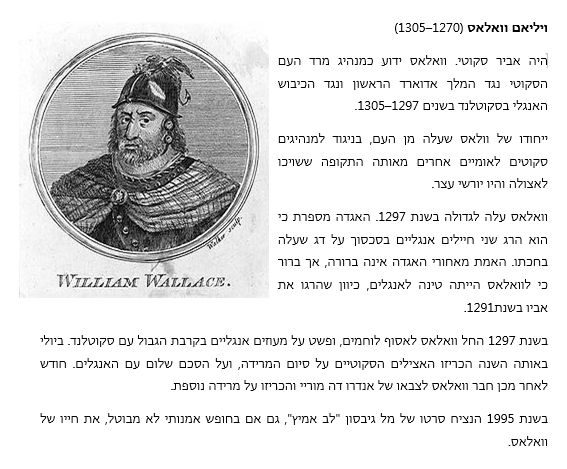 ויליאם וואלאס (1270–1305)
היה אביר סקוטי. וואלאס ידוע כמנהיג מרד העם
הסקוטי נגד המלך אדוארד הראשון ונגד הכיבוש
האנגלי בסקוטלנד בשנים 1297–1305.
ייחודו של וולאס שעלה מן העם, בניגוד למנהיגים
סקוטים לאומיים אחרים מאותה התקופה ששויכו
לאצולה והיו יורשי עצר.
וואלאס עלה לגדולה בשנת 1297. האגדה מספרת כי
הוא הרג שני חיילים אנגליים בסכסוך על דג שעלה
בחכתו. האמת מאחורי האגדה אינה ברורה, אך ברור
כי לוואלאס הייתה טינה לאנגלים, כיוון שהרגו את
אביו בשנת1291.
Walker sculp.
WILLIAM WALLACE.
בשנת 1297 החל וואלאס לאסוף לוחמים, ופשט על מעוזים אנגליים בקרבת הגבול עם סקוטלנד. ביולי
באותה השנה הכריזו האצילים הסקוטיים על סיום המרידה, ועל הסכם שלום עם האנגלים. חודש
לאחר מכן חבר וואלאס לצבאו של אנדרו דה מוריי והכריזו על מרידה נוספת.
בשנת 1995 הנציח סרטו של מל גיבסון "לב אמיץ", גם אם בחופש אמנותי לא מבוטל, את חייו של
וואלאס.